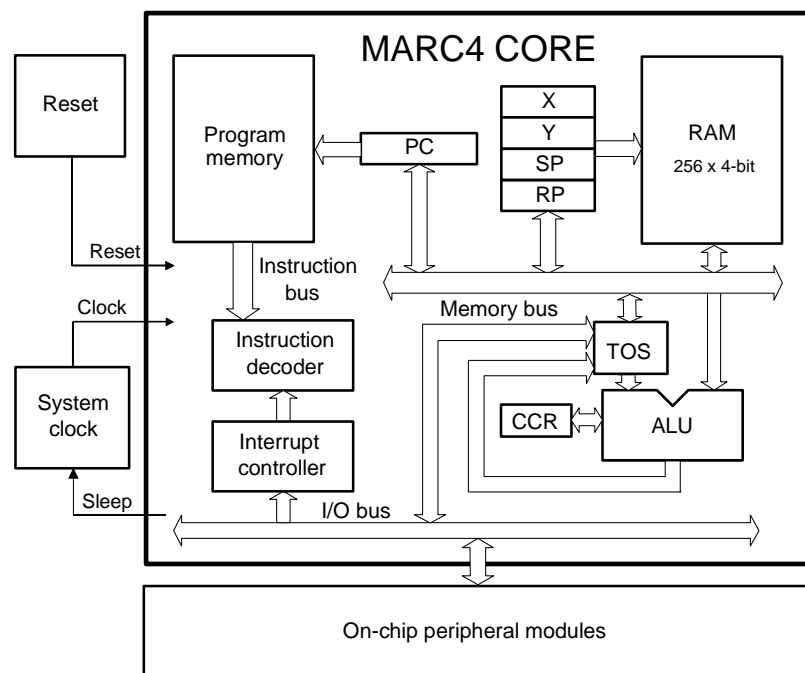 MARC4 CORE
Reset
Program
memory
PC
X
Y
SP
RP
RAM
256 x 4-bit
Reset
Instruction
bus
Clock
Memory bus
Instruction
decoder
TOS
System
clock
CCR
ALU
Interrupt
controller
Sleep
I/O bus
On-chip peripheral modules